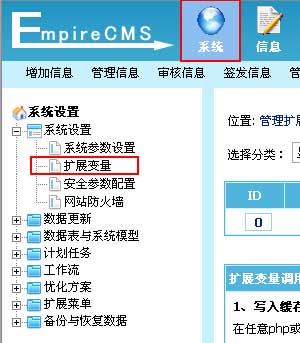 EmpireCMS
系统 信息
增加信息 管理信息 审核信息 签发信息
系统设置
系统设置
系统参数设置
扩展变量
安全参数配置
网站防火墙
数据更新
数据表与系统模型
计划任务
工作流
优化方案
扩展菜单
备份与恢复数据
位置: 管理扩展
选择分类：
ID
0
扩展变量调用
1、写入缓存
在任意php或